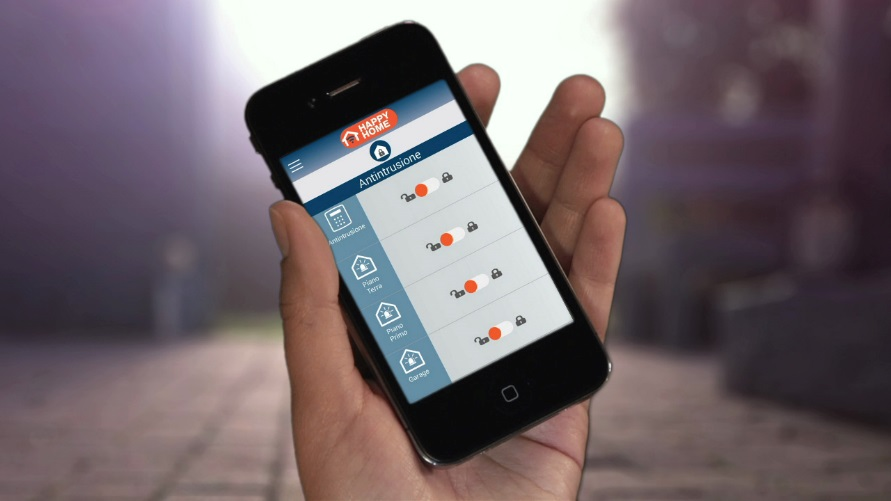 HAPPY
HOME
Antintrusione
Antintrusione
Piano
Terra
Piano
Primo
Garage